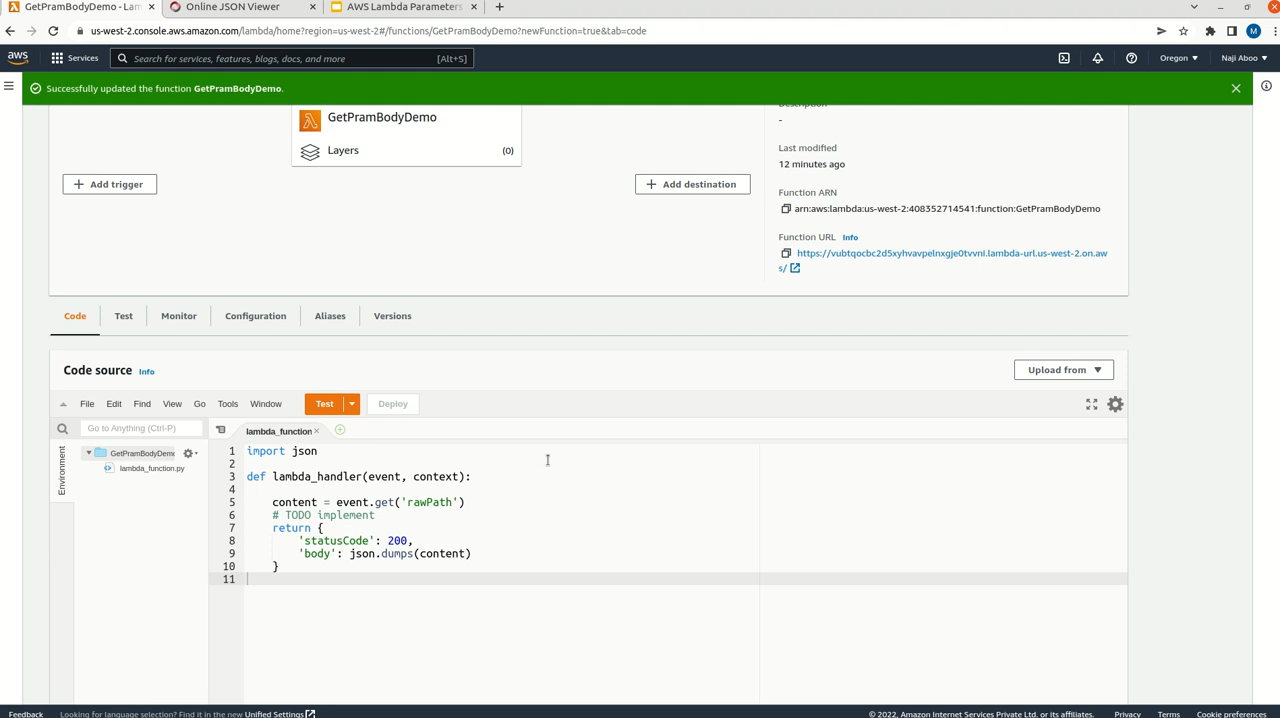 GetPramBodyDemo - Lam
Online JSON Viewer
AWS Lambda Parameters
us-west-2.console.aws.amazon.com/lambda/home?region=us-west-2#/functions/GetPramBodyDemo?newFunction=true&tab=code
M
aws
Services
Search for services, features, blogs, docs, and more
[Alt+S]
Oregon
Naji Aboo
Successfully updated the function GetPramBodyDemo.
GetPramBodyDemo
Layers
(0)
Add trigger
Add destination
Description
-
Last modified
12 minutes ago
Function ARN
arn:aws:lambda:us-west-2:408352714541:function:GetPramBodyDemo
Function URL Info
https://vubtqocbc2d5xyhvavpelnxgje0tvvni.lambda-url.us-west-2.on.aw
s/
Code
Test
Monitor
Configuration
Aliases
Versions
Code source Info
Upload from
File Edit Find View Go Tools Window
Test
Deploy
Go to Anything (Ctrl-P)
lambda_function
Environment
GetPramBodyDemo
lambda_function.py
1 import json
2
3 def lambda_handler(event, context):
4
5 content = event.get('rawPath')
6 # TODO implement
7 return {
8 'statusCode': 200,
9 'body': json.dumps(content)
10 }
11
Feedback
Looking for language selection? Find it in the new Unified Settings
© 2022, Amazon Internet Services Private Ltd. or its affiliates.
Privacy
Terms
Cookie preferences